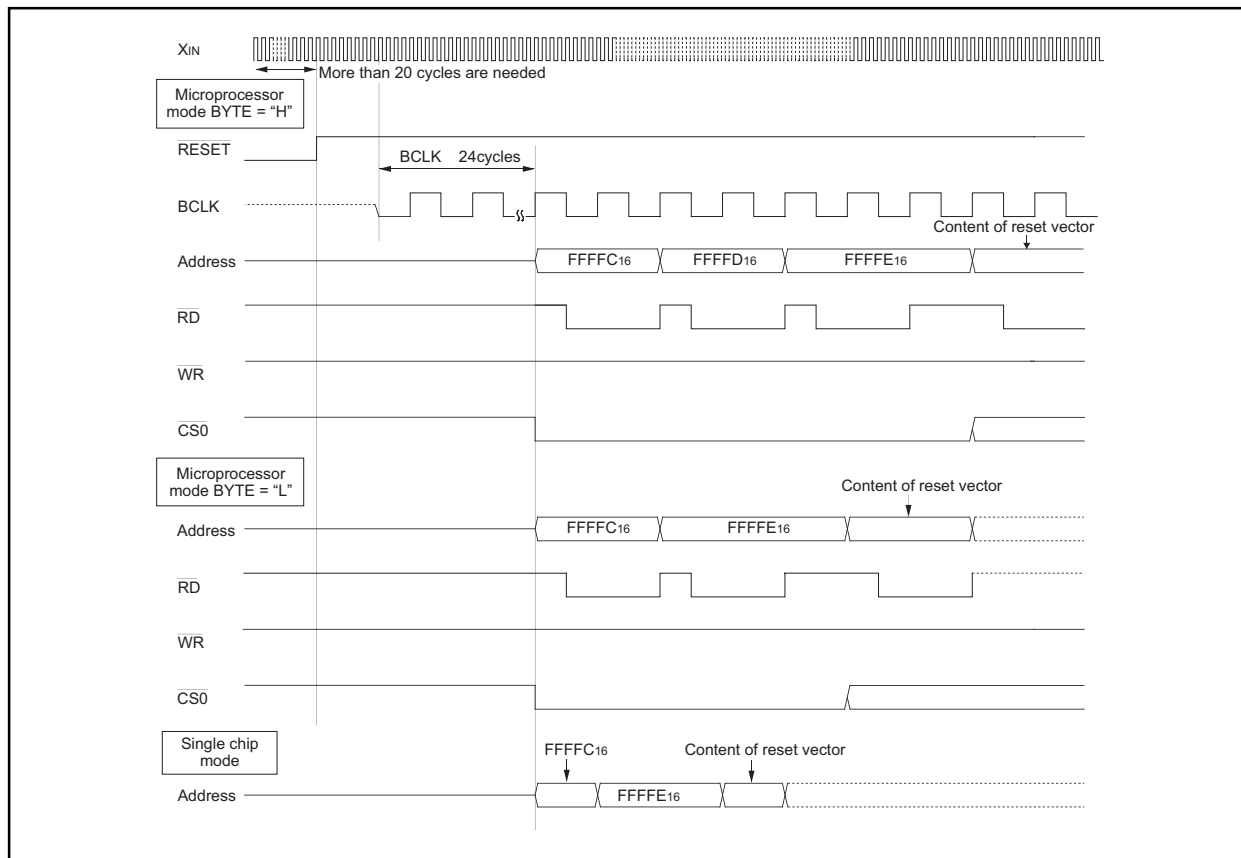 XIN
More than 20 cycles are needed
Microprocessor
mode BYTE = “H”
RESET
BCLK 24cycles
BCLK
Content of reset vector
Address
FFFFC16
FFFFD16
FFFFE16
RD
WR
CS0
Microprocessor
mode BYTE = “L”
Content of reset vector
Address
FFFFC16
FFFFE16
RD
WR
CS0
Single chip
mode
FFFFC16
Content of reset vector
Address
FFFFE16